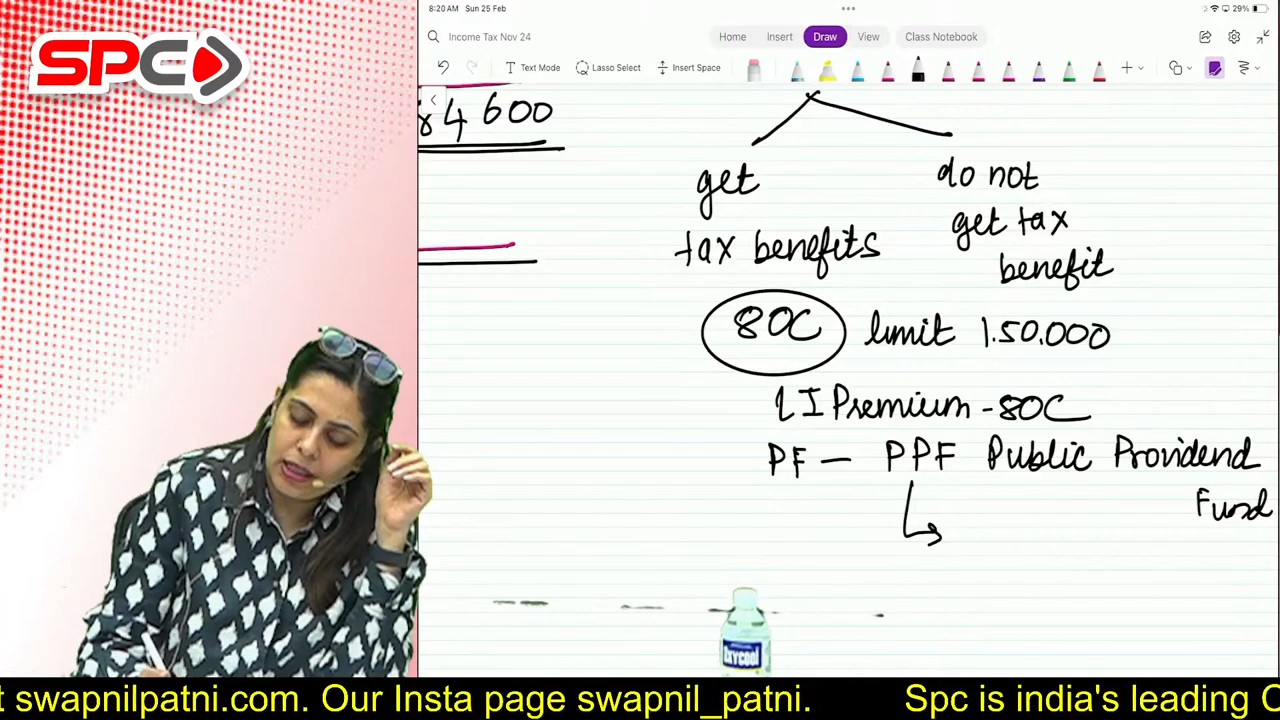 8:20 AM Sun 25 Feb
29%
SPC
Income Tax Nov 24
Home Insert Draw View Class Notebook
Text Mode Lasso Select Insert Space
4600
get
do not
tax benefits
get tax
benefit
80C limit 1.50.000
LI Premium - 80C
PF — PPF Public Providend
Fund
OXYCOOL
t swapnilpatni.com. Our Insta page swapnil_patni. Spc is india's leading C